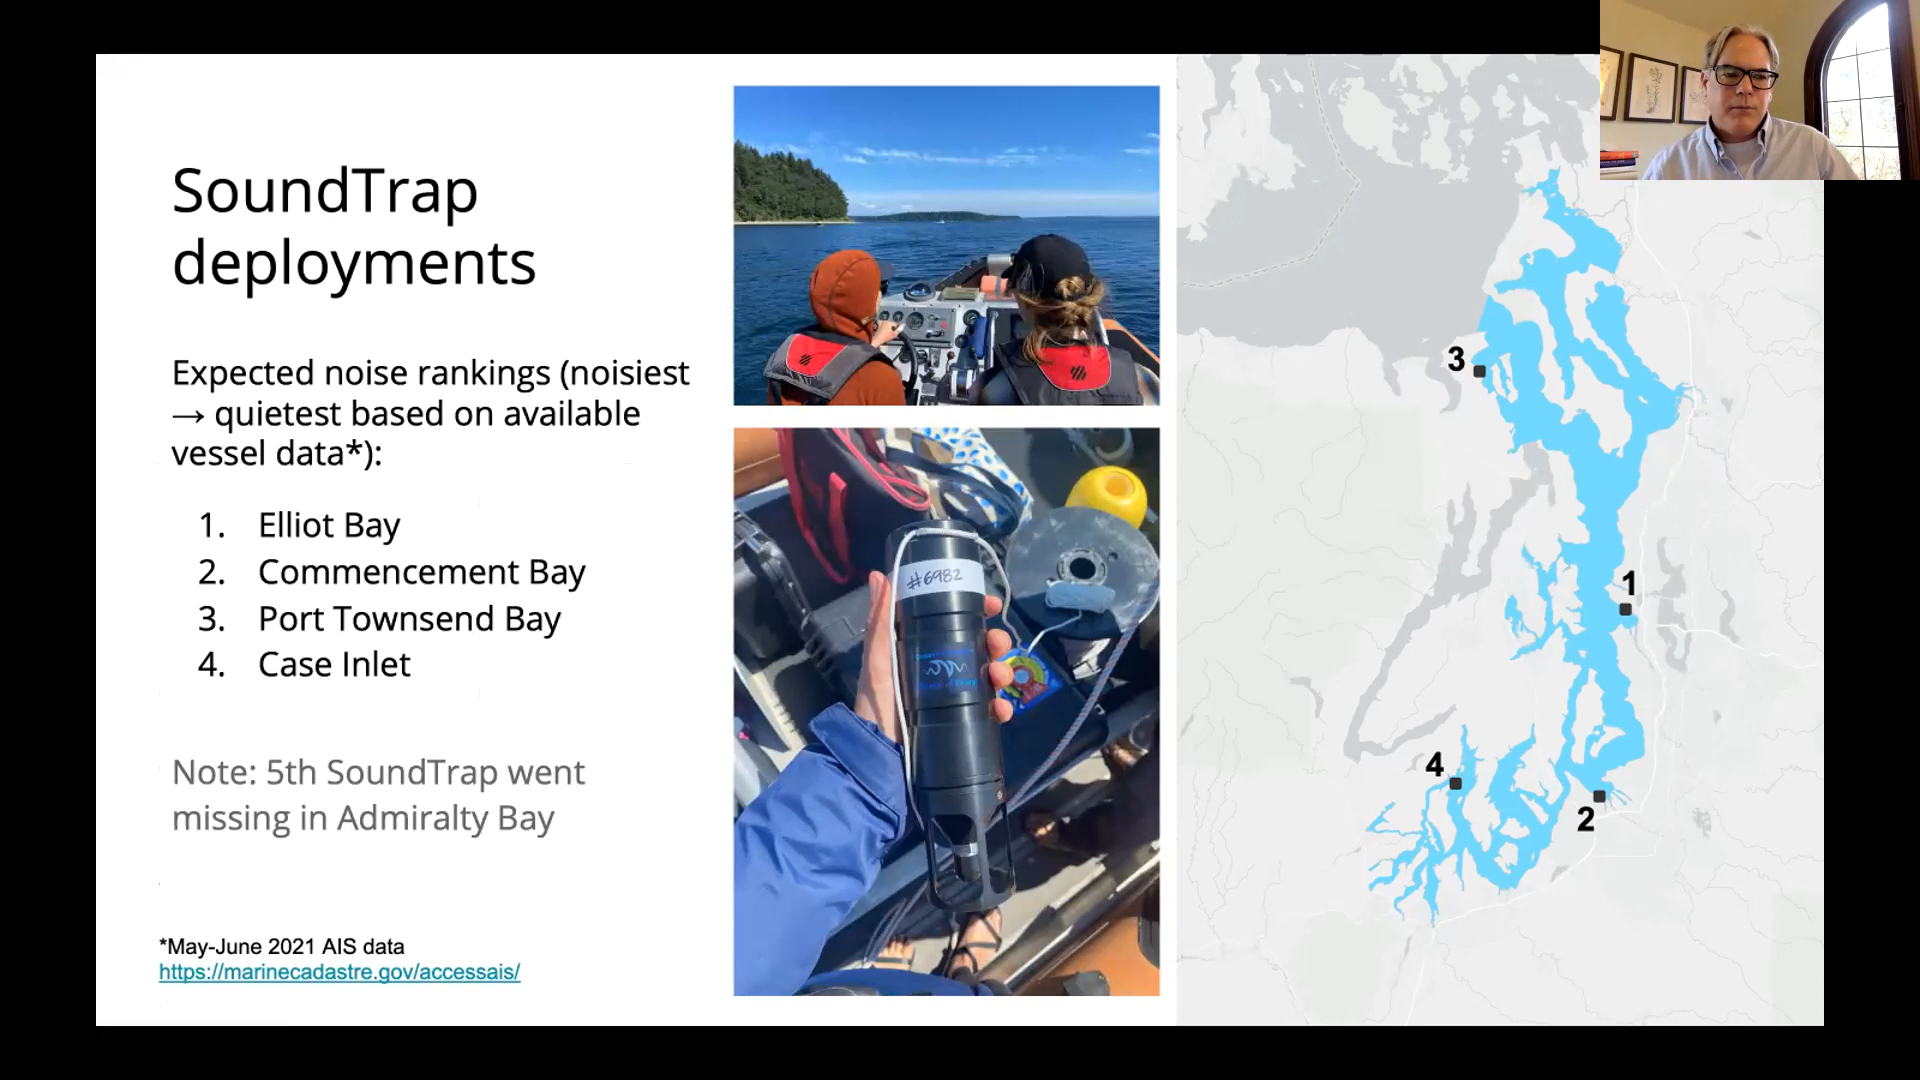 SoundTrap
deployments
Expected noise rankings (noisiest
→ quietest based on available
vessel data*):
1. Elliot Bay
2. Commencement Bay
3. Port Townsend Bay
4. Case Inlet
Note: 5th SoundTrap went
missing in Admiralty Bay
*May-June 2021 AIS data
https://marinecadastre.gov/accessais/
#6982
3
1
4
2